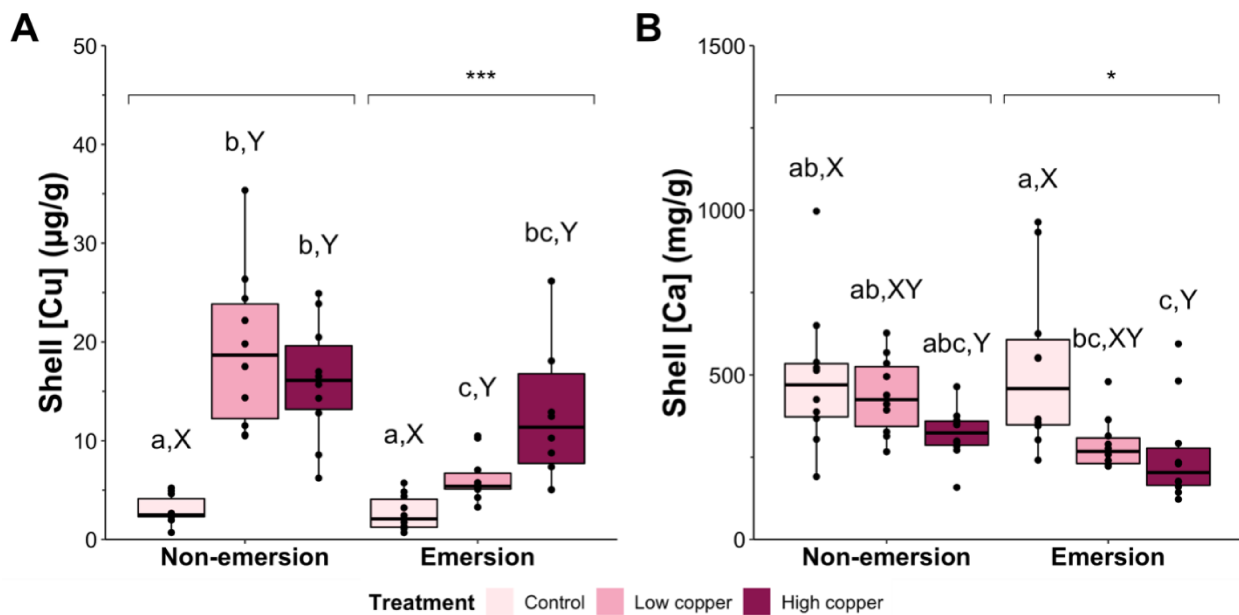 A
Shell [Cu] (µg/g)
50
40
30
20
10
0
***
b,Y
b,Y
a,X
a,X
c,Y
bc,Y
Non-emersion
Emersion
B
Shell [Ca] (mg/g)
1500
1000
500
0
*
ab,X
ab,XY
abc,Y
a,X
bc,XY
c,Y
Non-emersion
Emersion
Treatment Control Low copper High copper